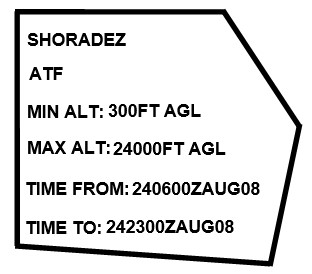 SHORADEZ
ATF
MIN ALT: 300FT AGL
MAX ALT: 24000FT AGL
TIME FROM: 240600ZAUG08
TIME TO: 242300ZAUG08